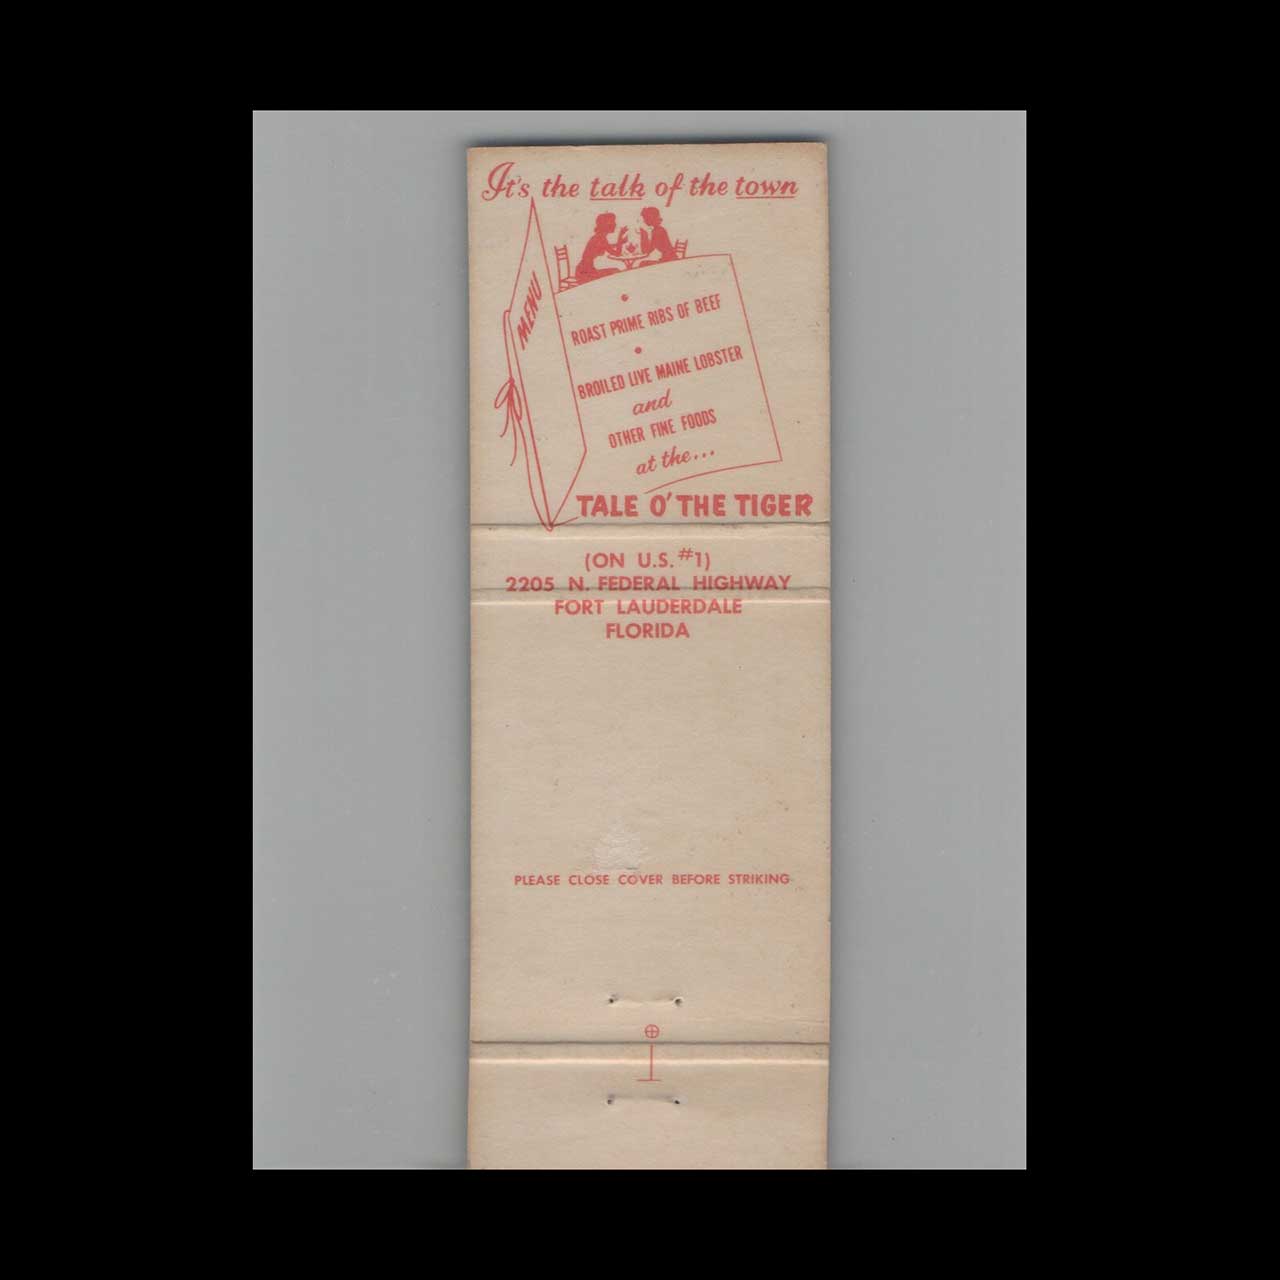 It's the talk of the town
MENU
ROAST PRIME RIBS OF BEEF
BROILED LIVE MAINE LOBSTER
and
OTHER FINE FOODS
at the...
TALE O' THE TIGER
(ON U.S. #1)
2205 N. FEDERAL HIGHWAY
FORT LAUDERDALE
FLORIDA
PLEASE CLOSE COVER BEFORE STRIKING